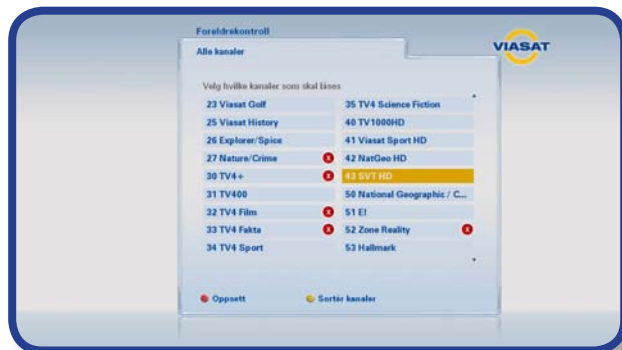 Foreldrekontroll
VIASAT
Alle kanaler
Velg hvilke kanaler som skal låses
23 Viasat Golf
25 Viasat History
26 Explorer/Spice
27 Nature/Crime
30 TV4+
31 TV400
32 TV4 Film
33 TV4 Fakta
34 TV4 Sport
35 TV4 Science Fiction
40 TV1000HD
41 Viasat Sport HD
42 NatGeo HD
43 SVT HD
50 National Geographic / C...
51 E!
52 Zone Reality
53 Hallmark
Oppsett
Sortér kanaler